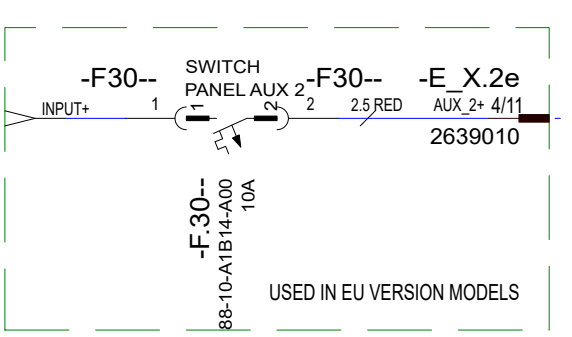 -F30--
SWITCH
PANEL AUX 2
-F30--
-E_X.2e
INPUT+
1
1
2
2
2.5 RED
AUX_2+ 4/11
2639010
-F.30--
88-10-A1B14-A00
10A
USED IN EU VERSION MODELS